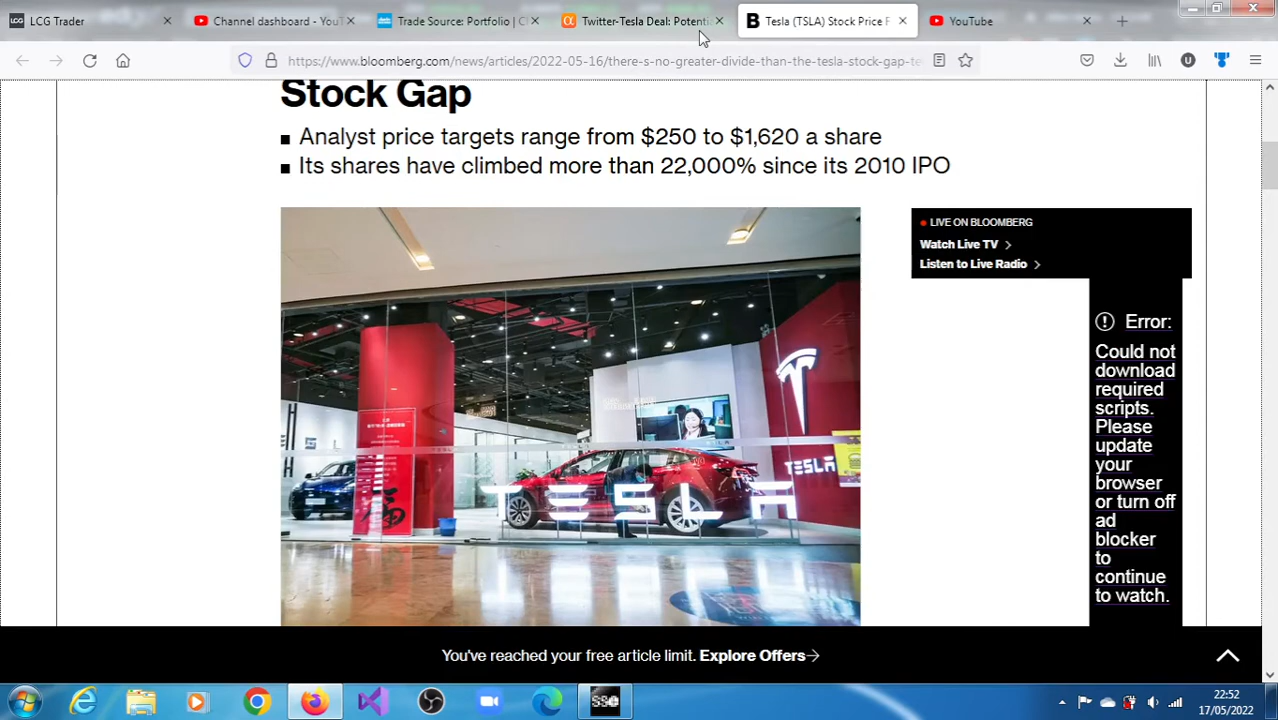 LCG LCG Trader
Channel dashboard - YouT
Trade Source: Portfolio | C
Twitter-Tesla Deal: Potenti
B Tesla (TSLA) Stock Price F
YouTube
https://www.bloomberg.com/news/articles/2022-05-16/there-s-no-greater-divide-than-the-tesla-stock-gap-te
Stock Gap
Analyst price targets range from $250 to $1,620 a share
Its shares have climbed more than 22,000% since its 2010 IPO
LIVE ON BLOOMBERG
Watch Live TV
Listen to Live Radio
Error:
Could not
download
required
scripts.
Please
update
your
browser
or turn off
ad
blocker
to
continue
to watch.
TESLA
TESLA
福
You've reached your free article limit. Explore Offers
SSO
22:52
17/05/2022